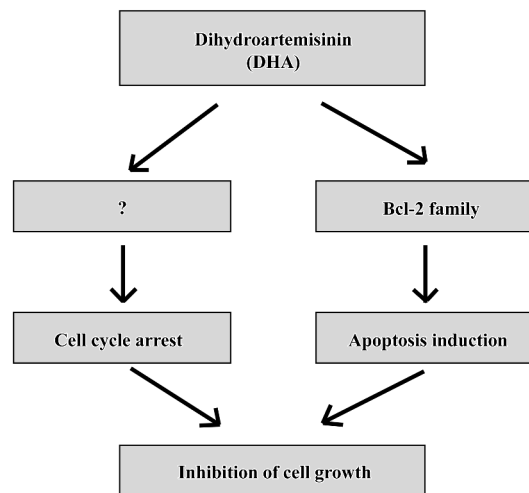 Dihydroartemisinin
(DHA)
?
Bcl-2 family
Cell cycle arrest
Apoptosis induction
Inhibition of cell growth